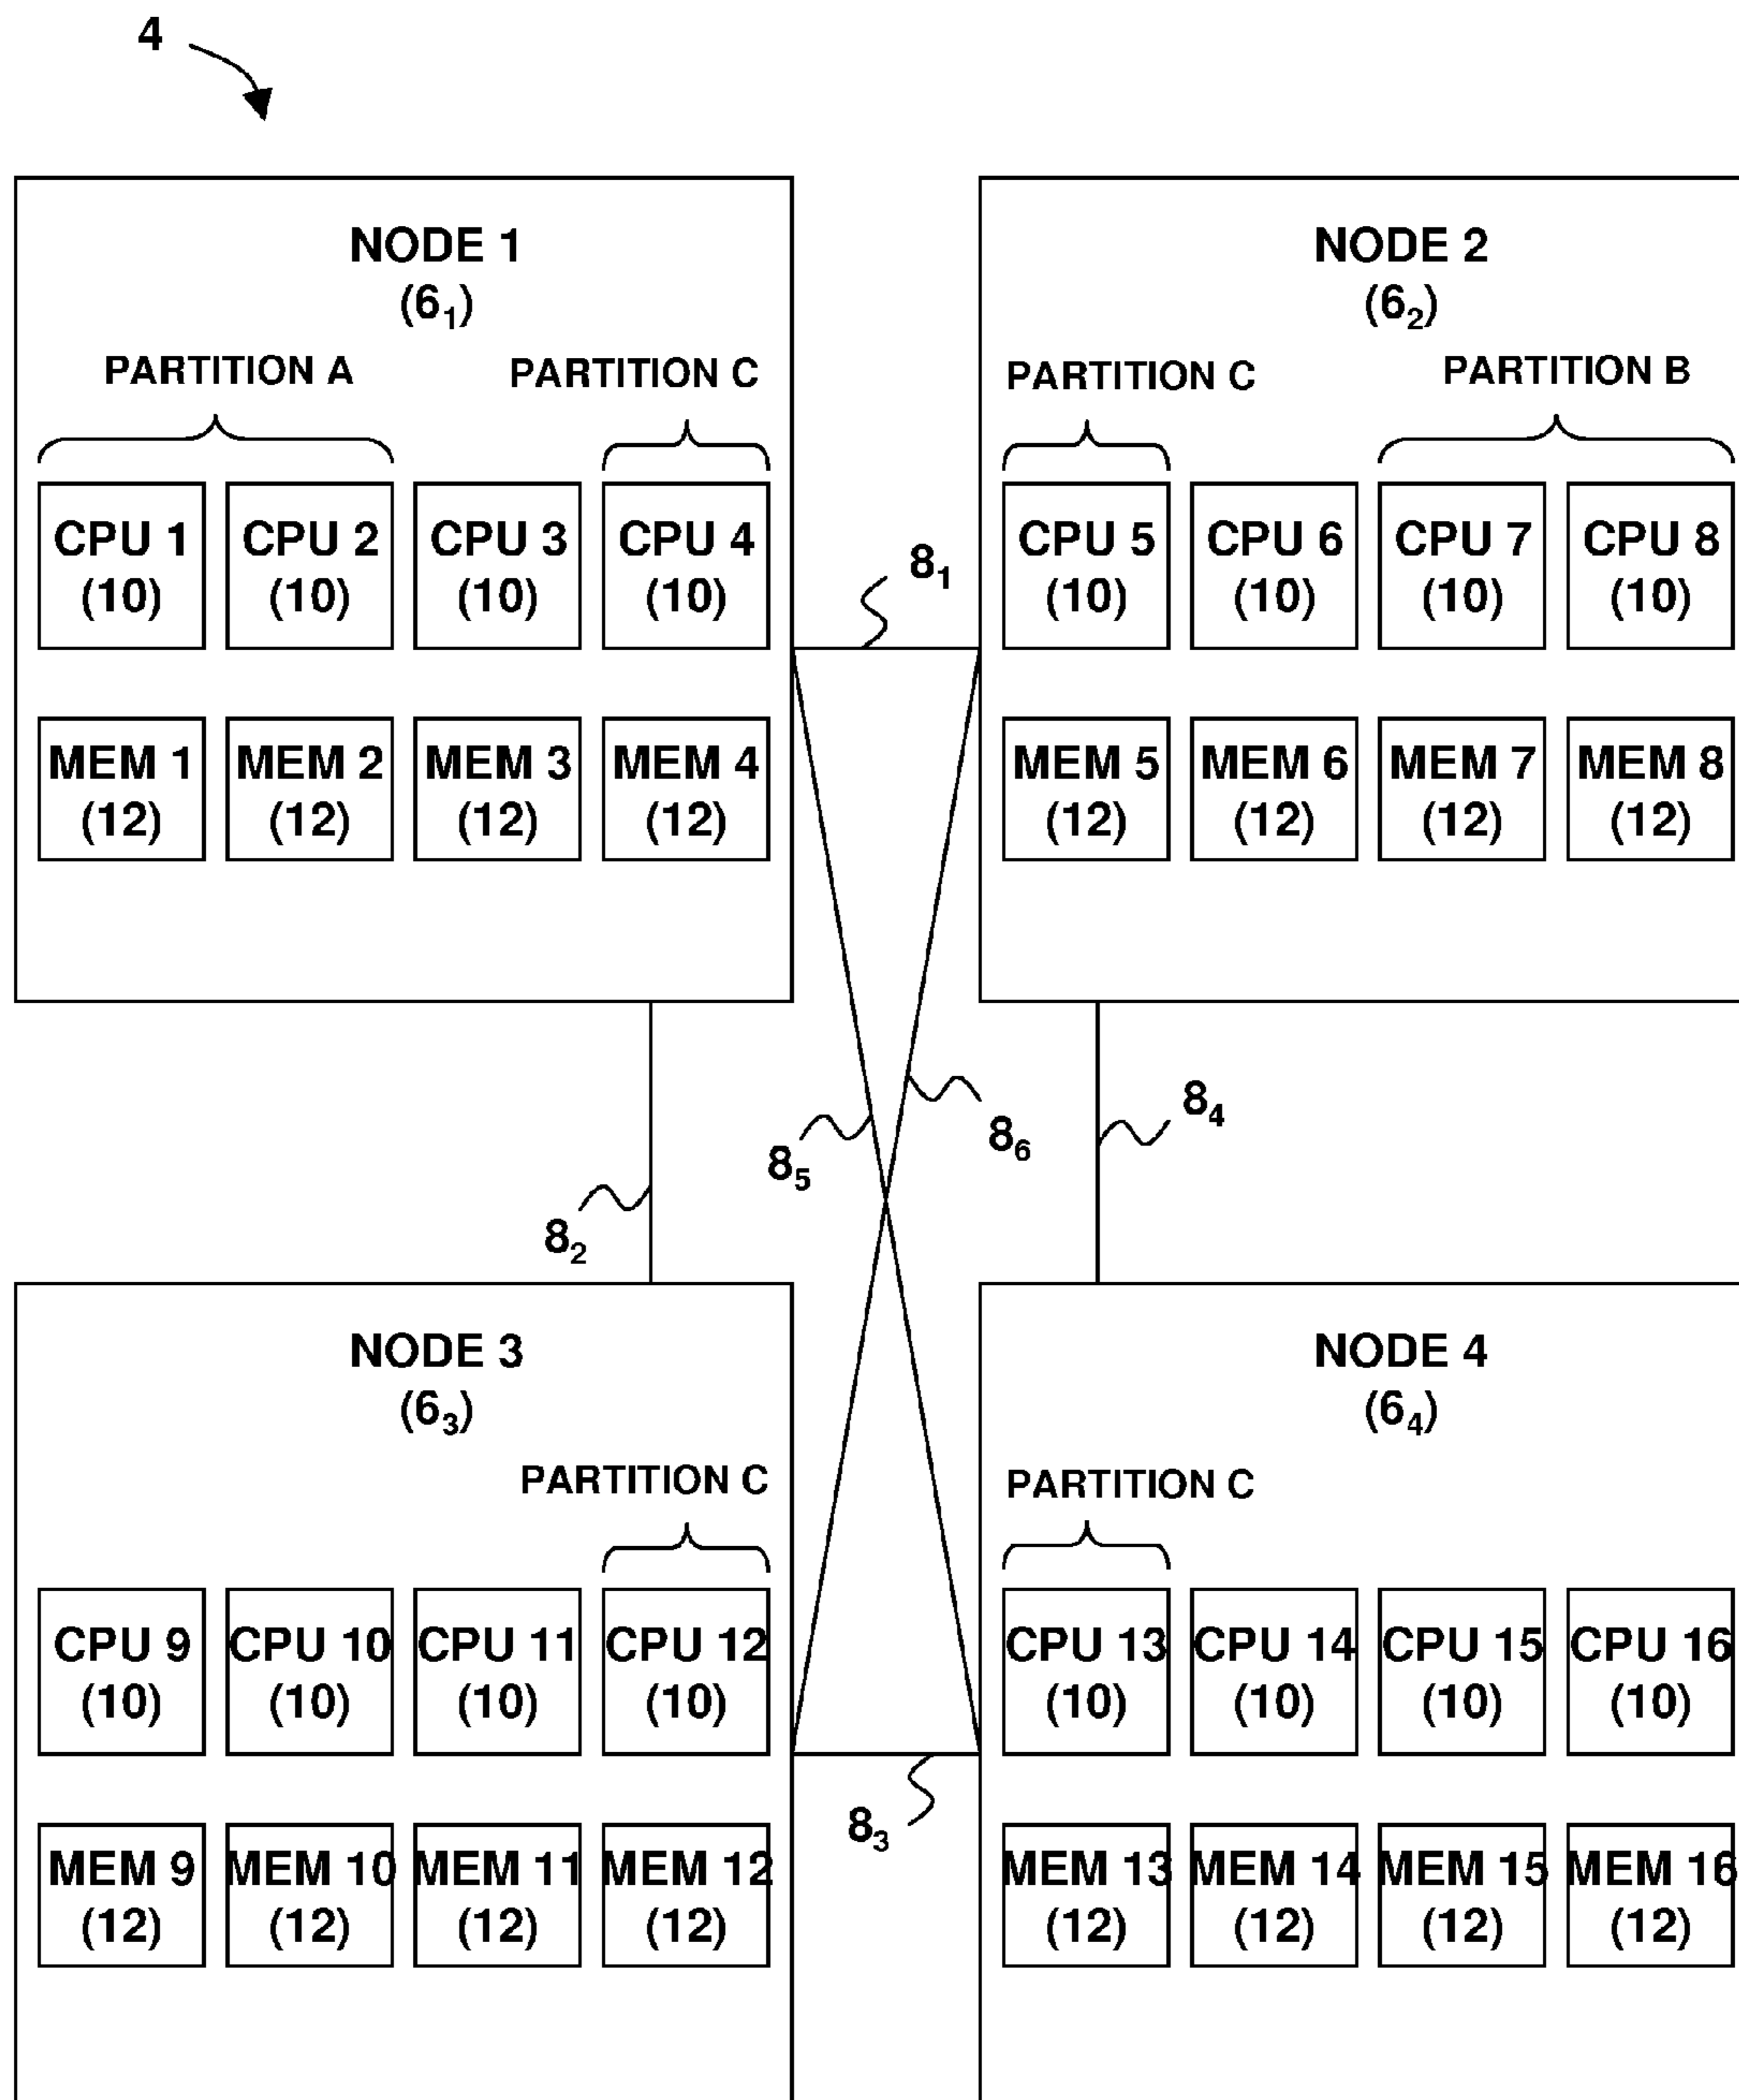 4
NODE 1
(6₁)
PARTITION A
PARTITION C
CPU 1
(10)
CPU 2
(10)
CPU 3
(10)
CPU 4
(10)
MEM 1
(12)
MEM 2
(12)
MEM 3
(12)
MEM 4
(12)
NODE 2
(6₂)
PARTITION C
PARTITION B
CPU 5
(10)
CPU 6
(10)
CPU 7
(10)
CPU 8
(10)
MEM 5
(12)
MEM 6
(12)
MEM 7
(12)
MEM 8
(12)
8₁
8₅
8₆
8₄
8₂
NODE 3
(6₃)
PARTITION C
CPU 9
(10)
CPU 10
(10)
CPU 11
(10)
CPU 12
(10)
MEM 9
(12)
MEM 10
(12)
MEM 11
(12)
MEM 12
(12)
8₃
NODE 4
(6₄)
PARTITION C
CPU 13
(10)
CPU 14
(10)
CPU 15
(10)
CPU 16
(10)
MEM 13
(12)
MEM 14
(12)
MEM 15
(12)
MEM 16
(12)